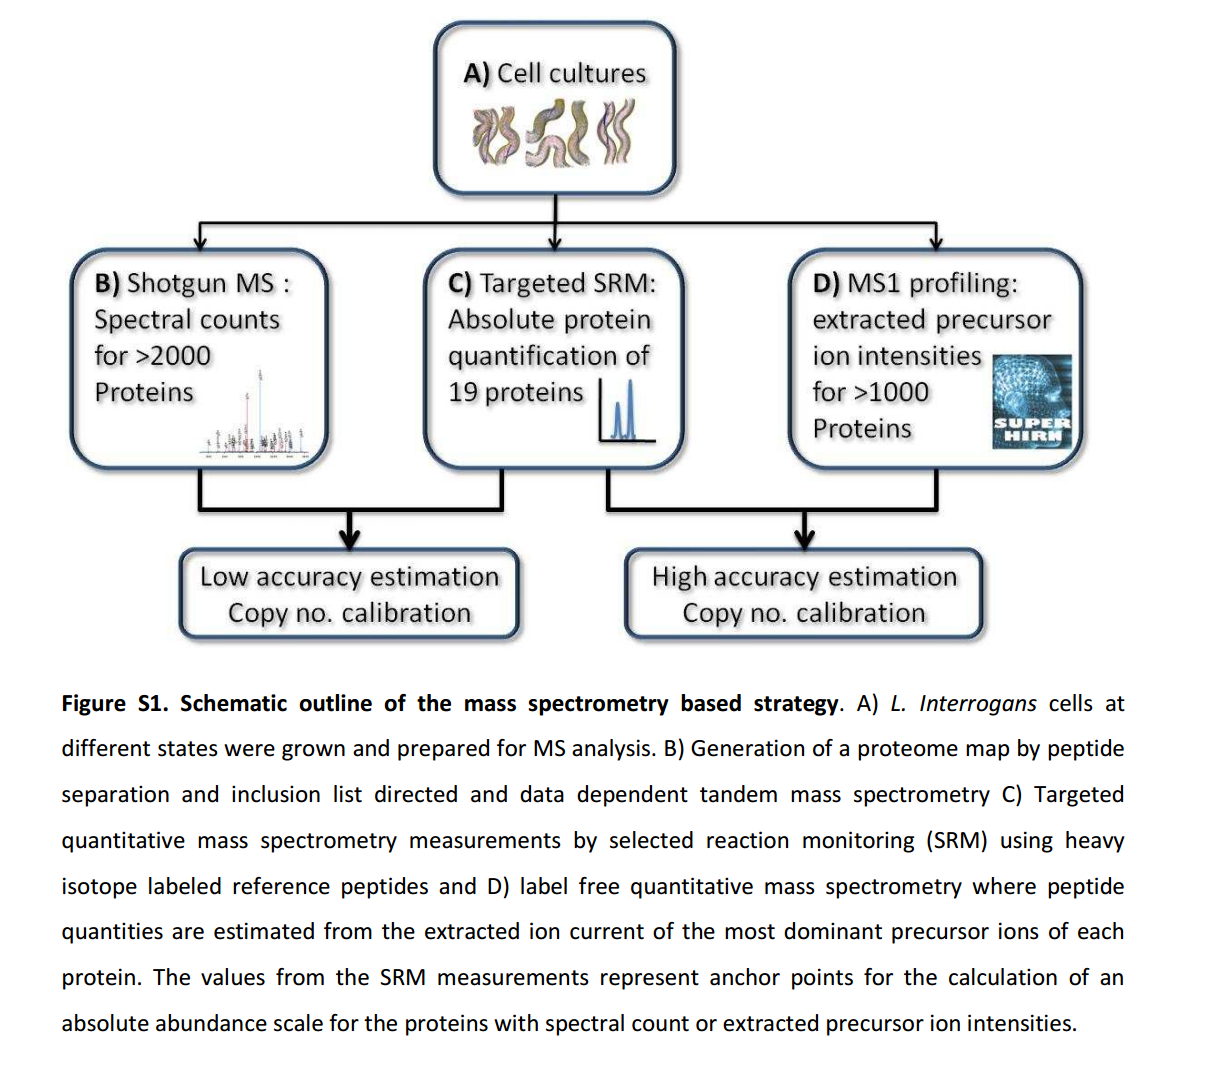 A) Cell cultures
B) Shotgun MS :
Spectral counts
for >2000
Proteins
C) Targeted SRM:
Absolute protein
quantification of
19 proteins
D) MS1 profiling:
extracted precursor
ion intensities
for >1000
Proteins
SUPER
HIRN
Low accuracy estimation
Copy no. calibration
High accuracy estimation
Copy no. calibration
Figure S1. Schematic outline of the mass spectrometry based strategy. A) L. Interrogans cells at
different states were grown and prepared for MS analysis. B) Generation of a proteome map by peptide
separation and inclusion list directed and data dependent tandem mass spectrometry C) Targeted
quantitative mass spectrometry measurements by selected reaction monitoring (SRM) using heavy
isotope labeled reference peptides and D) label free quantitative mass spectrometry where peptide
quantities are estimated from the extracted ion current of the most dominant precursor ions of each
protein. The values from the SRM measurements represent anchor points for the calculation of an
absolute abundance scale for the proteins with spectral count or extracted precursor ion intensities.